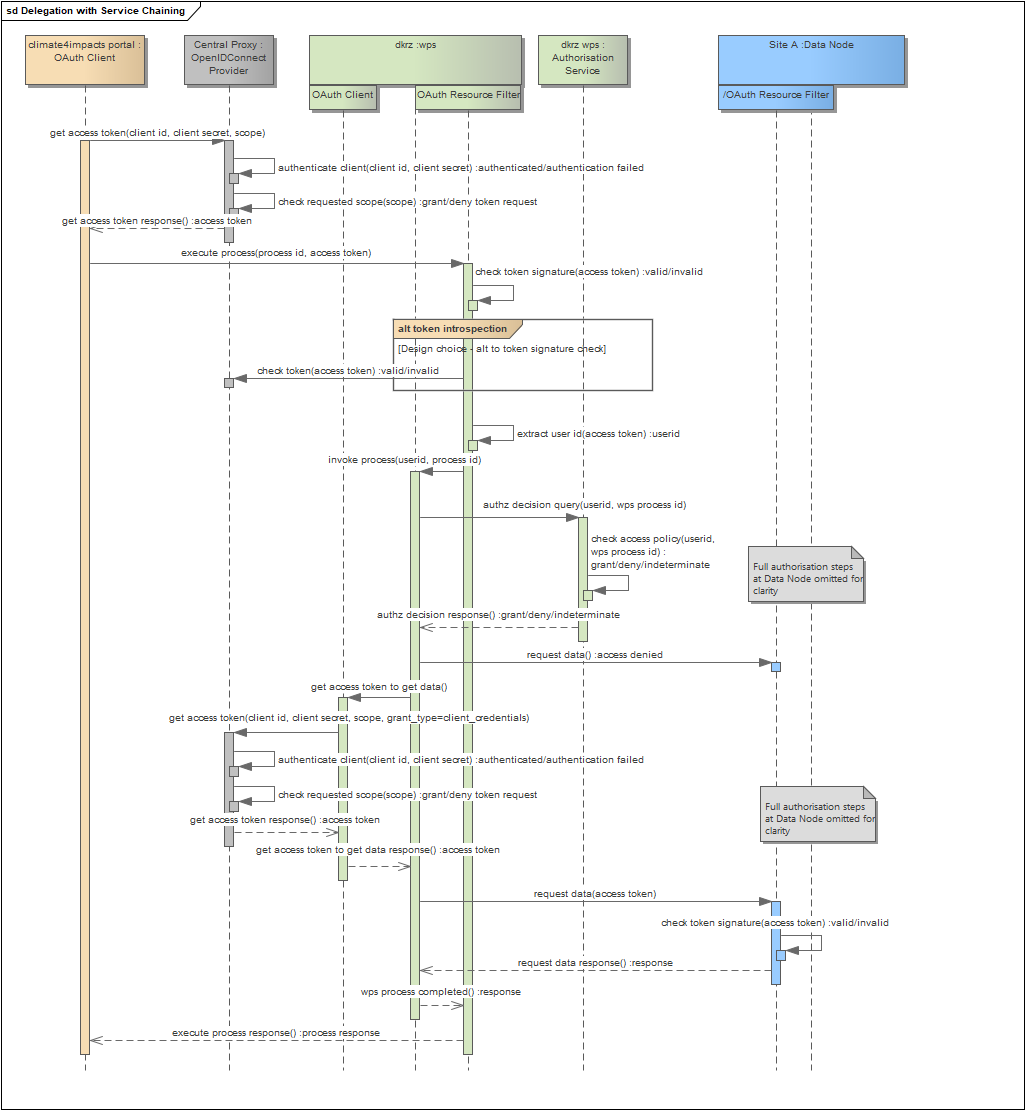 sd Delegation with Service Chaining
climate4impacts portal :
OAuth Client
Central Proxy :
OpenIDConnect
Provider
dkrz :wps
dkrz wps :
Authorisation
Service
Site A :Data Node
OAuth Client
OAuth Resource Filter
/OAuth Resource Filter
get access token(client id, client secret, scope)
authenticate client(client id, client secret) :authenticated/authentication failed
check requested scope(scope) :grant/deny token request
get access token response() :access token
execute process(process id, access token)
check token signature(access token) :valid/invalid
alt token introspection
[Design choice - alt to token signature check]
check token(access token) :valid/invalid
extract user id(access token) :userid
invoke process(userid, process id)
authz decision query(userid, wps process id)
check access policy(userid,
wps process id) :
grant/deny/indeterminate
Full authorisation steps
at Data Node omitted for
clarity
authz decision response() :grant/deny/indeterminate
request data() :access denied
get access token to get data()
get access token(client id, client secret, scope, grant_type=client_credentials)
authenticate client(client id, client secret) :authenticated/authentication failed
check requested scope(scope) :grant/deny token request
Full authorisation steps
at Data Node omitted for
clarity
get access token response() :access token
get access token to get data response() :access token
request data(access token)
check token signature(access token) :valid/invalid
request data response() :response
wps process completed() :response
execute process response() :process response